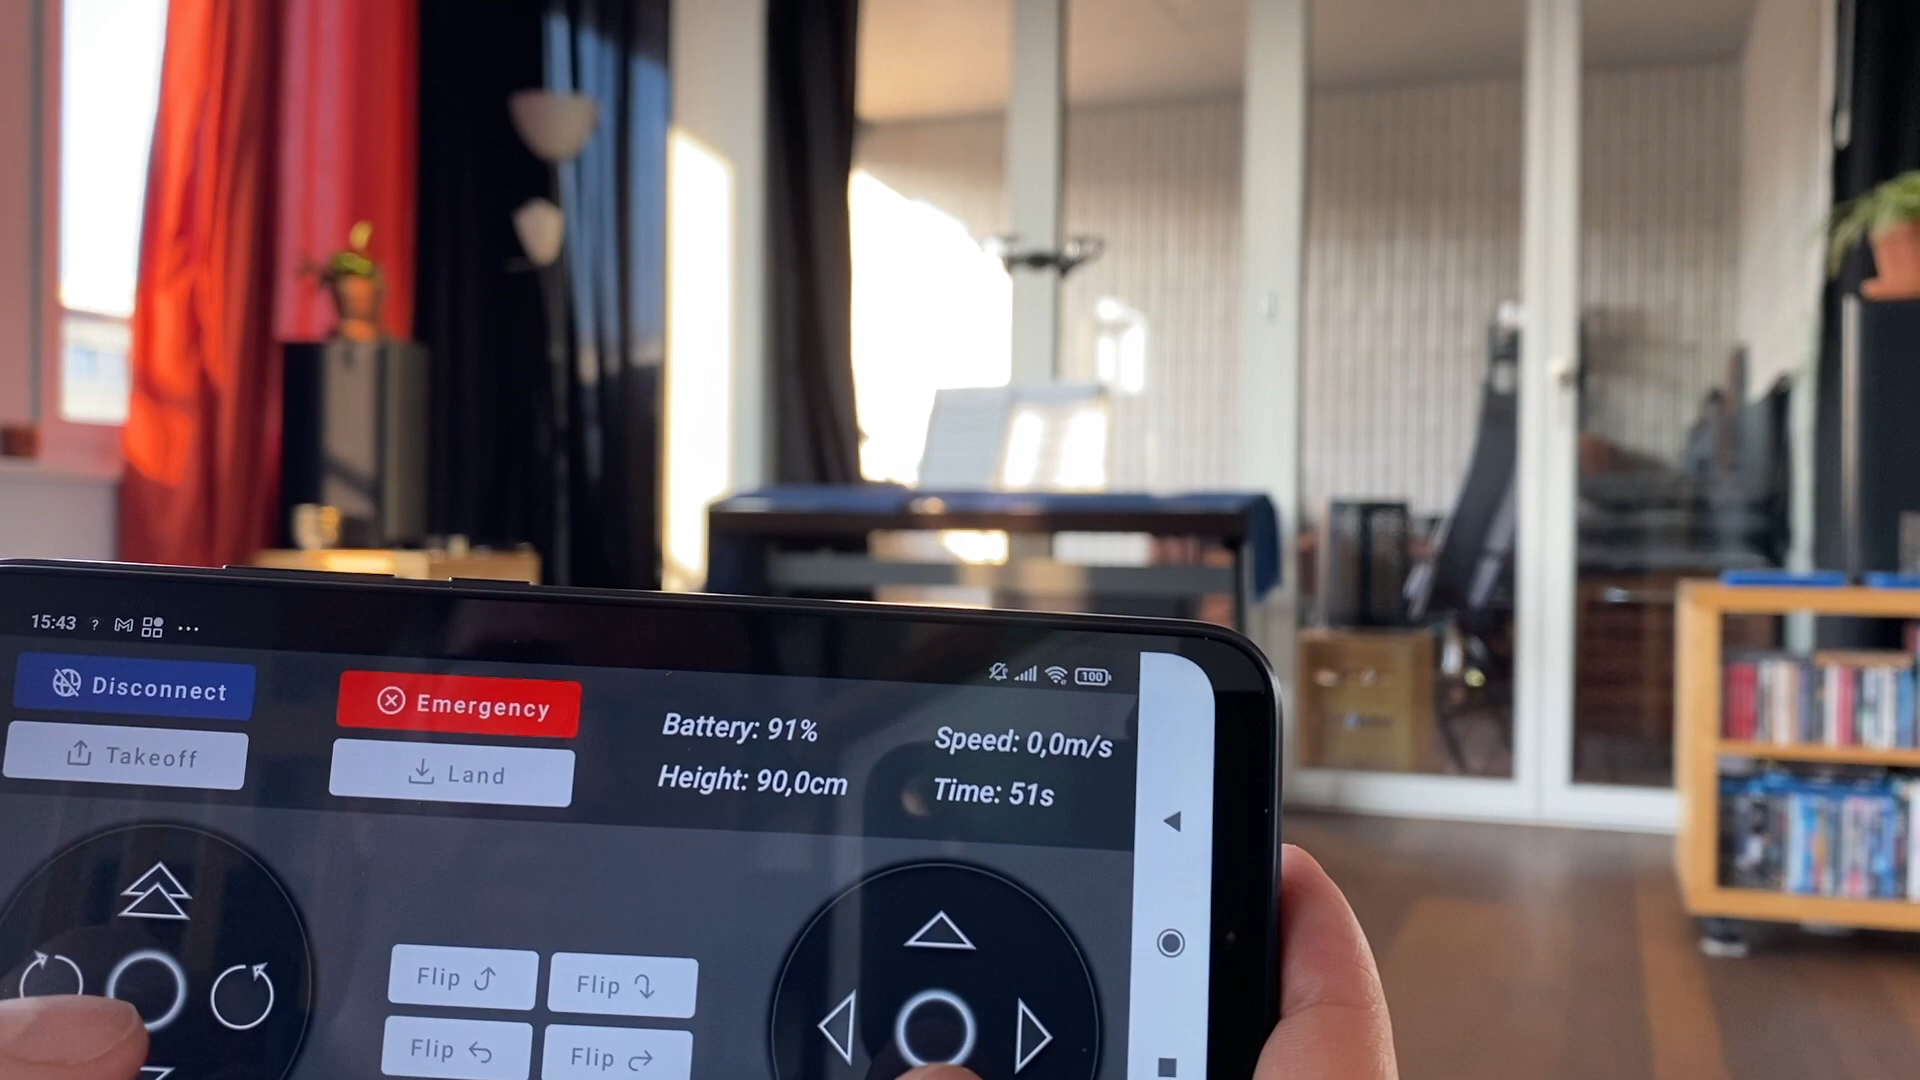 15:43 ?
100
Disconnect
Emergency
Takeoff
Land
Battery: 91%
Speed: 0,0m/s
Height: 90,0cm
Time: 51s
Flip
Flip
Flip
Flip